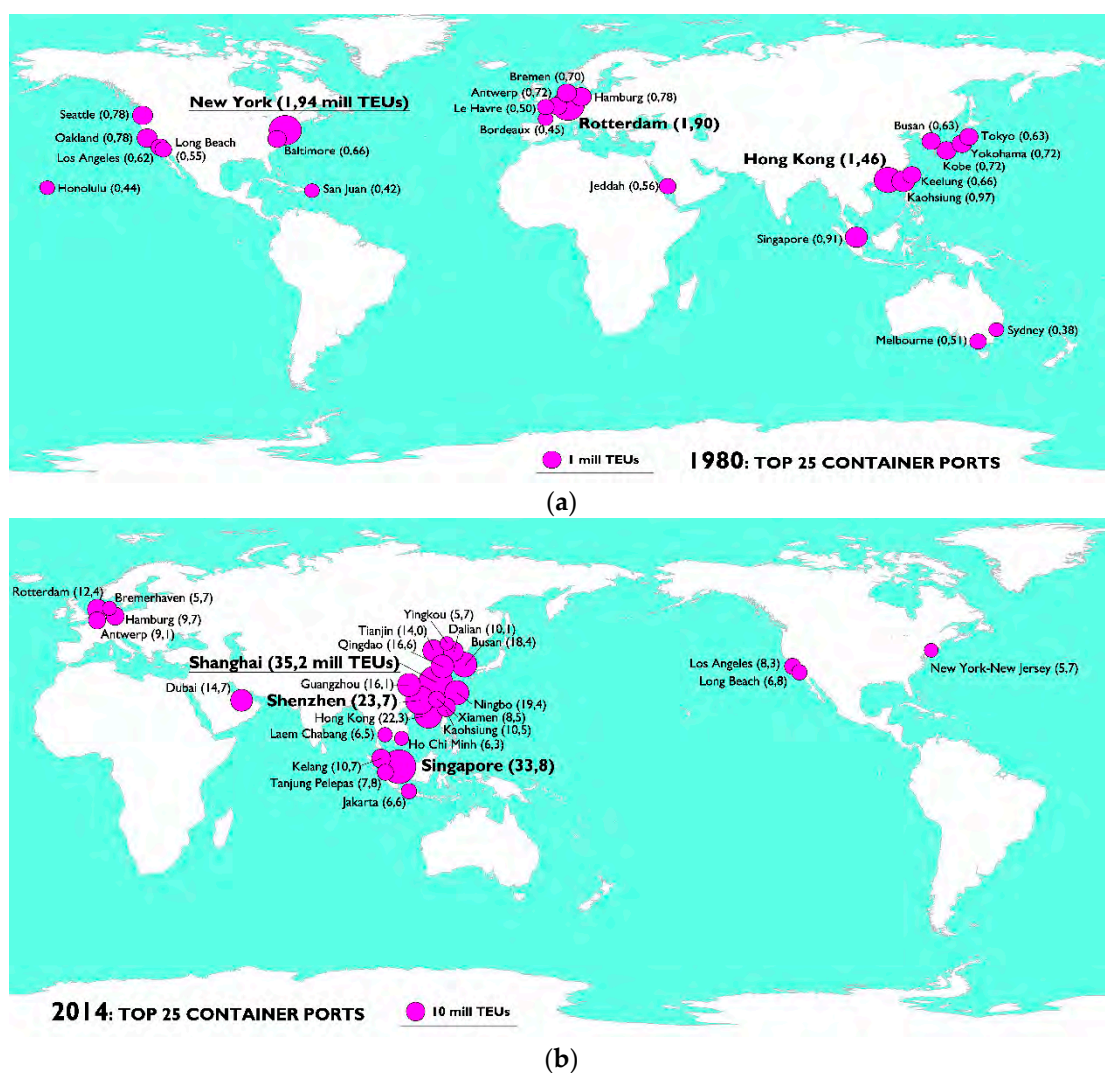 Bremen (0,70)
Antwerp (0,72)
Hamburg (0,78)
New York (1,94 mill TEUs)
Le Havre (0,50)
Seattle (0,78)
Rotterdam (1,90)
Bordeaux (0,45)
Busan (0,63)
Tokyo (0,63)
Oakland (0,78)
Long Beach
(0,55)
Baltimore (0,66)
Yokohama (0,72)
Los Angeles (0,62)
Hong Kong (1,46)
Kobe (0,72)
Keelung (0,66)
Honolulu (0,44)
San Juan (0,42)
Jeddah (0,56)
Kaohsiung (0,97)
Singapore (0,91)
Sydney (0,38)
Melbourne (0,51)
1 mill TEUs
1980: TOP 25 CONTAINER PORTS
(a)
Rotterdam (12,4)
Bremerhaven (5,7)
Hamburg (9,7)
Antwerp (9,1)
Yingkou (5,7)
Tianjin (14,0)
Dalian (10,1)
Qingdao (16,6)
Busan (18,4)
Shanghai (35,2 mill TEUs)
Los Angeles (8,3)
New York-New Jersey (5,7)
Long Beach (6,8)
Guangzhou (16,1)
Dubai (14,7)
Shenzhen (23,7)
Ningbo (19,4)
Hong Kong (22,3)
Xiamen (8,5)
Kaohsiung (10,5)
Laem Chabang (6,5)
Ho Chi Minh (6,3)
Kelang (10,7)
Singapore (33,8)
Tanjung Pelepas (7,8)
Jakarta (6,6)
2014: TOP 25 CONTAINER PORTS
10 mill TEUs
(b)